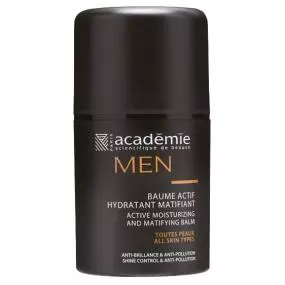 PARIS
académie
scientifique de beauté
MEN
BAUME ACTIF
HYDRATANT MATIFIANT
ACTIVE MOISTURIZING
AND MATIFYING BALM
TOUTES PEAUX
ALL SKIN TYPES
ANTI-BRILLANCE & ANTI-POLLUTION
SHINE CONTROL & ANTI-POLLUTION